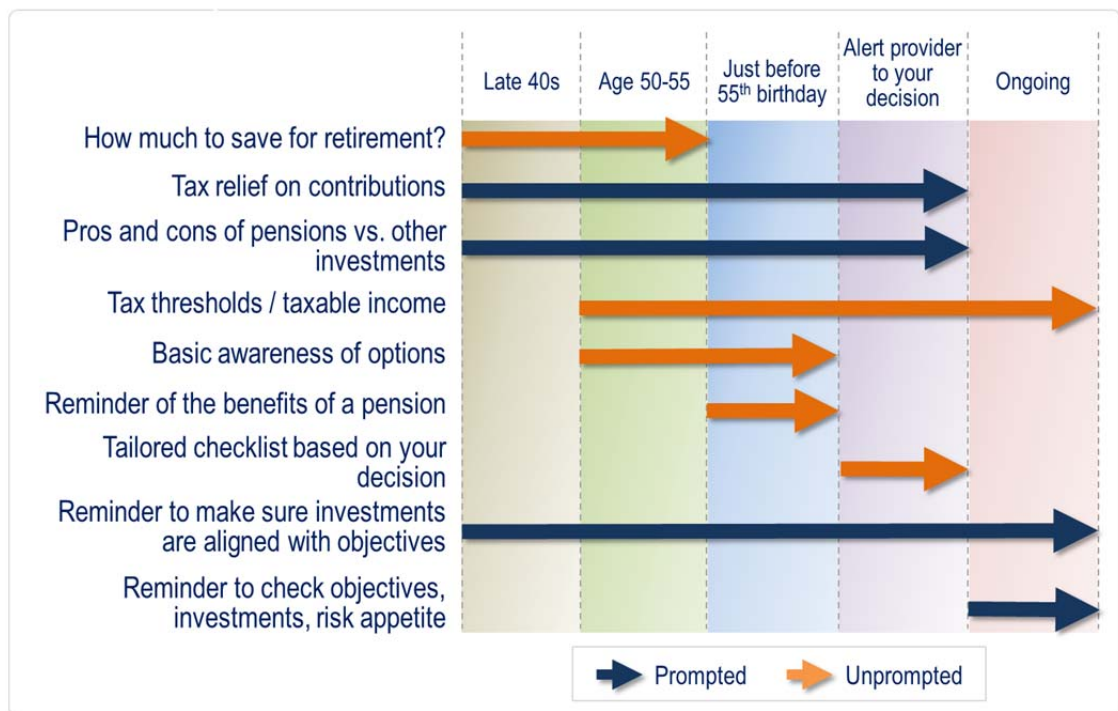 Late 40s
Age 50-55
Just before
55th birthday
Alert provider
to your
decision
Ongoing
How much to save for retirement?
Tax relief on contributions
Pros and cons of pensions vs. other
investments
Tax thresholds / taxable income
Basic awareness of options
Reminder of the benefits of a pension
Tailored checklist based on your
decision
Reminder to make sure investments
are aligned with objectives
Reminder to check objectives,
investments, risk appetite
Prompted
Unprompted